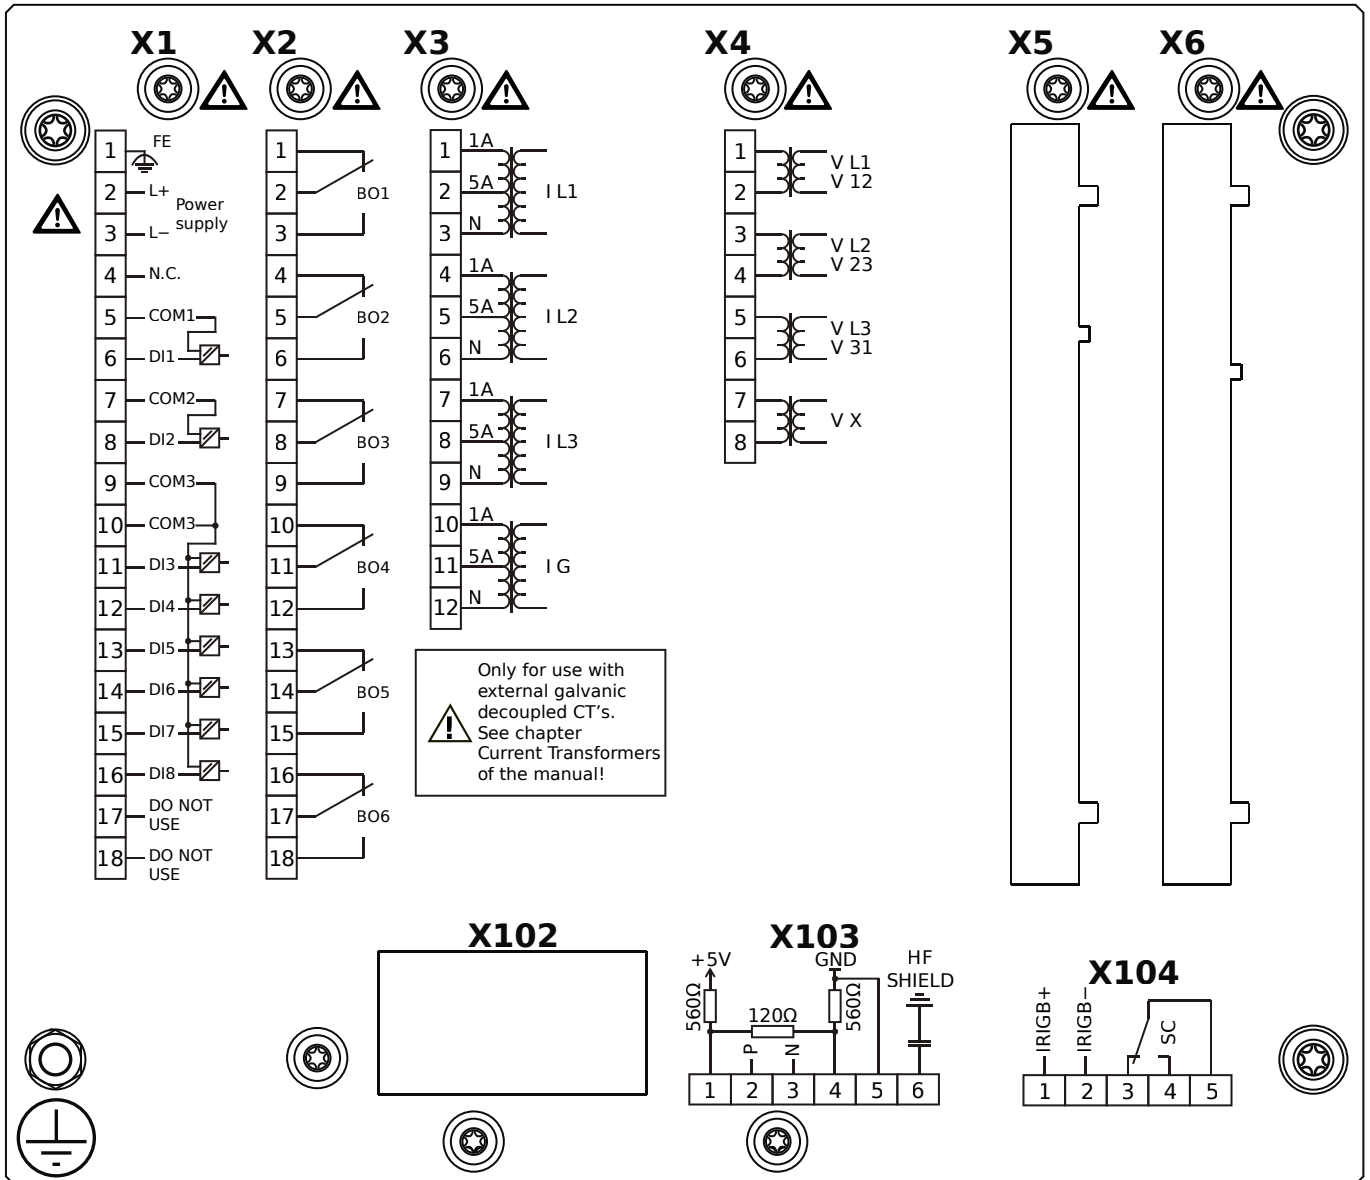 X1
X2
X3
X4
X5
X6
1 FE
2 L+
Power
supply
3 L−
4 N.C.
5 COM1
6 DI1
7 COM2
8 DI2
9 COM3
10 COM3
11 DI3
12 DI4
13 DI5
14 DI6
15 DI7
16 DI8
17 DO NOT
USE
18 DO NOT
USE
1
2 BO1
3
4
5 BO2
6
7
8 BO3
9
10
11 BO4
12
13
14 BO5
15
16
17 BO6
18
1 1A
2 5A I L1
3 N
4 1A
5 5A I L2
6 N
7 1A
8 5A I L3
9 N
10 1A
11 5A I G
12 N
Only for use with
external galvanic
decoupled CT's.
See chapter
Current Transformers
of the manual!
1 V L1
2 V 12
3 V L2
4 V 23
5 V L3
6 V 31
7 V X
8
X102
X103
+5V
GND
HF
SHIELD
560Ω
120Ω
560Ω
P
N
1 2 3 4 5 6
X104
IRIGB+
IRIGB−
SC
1 2 3 4 5